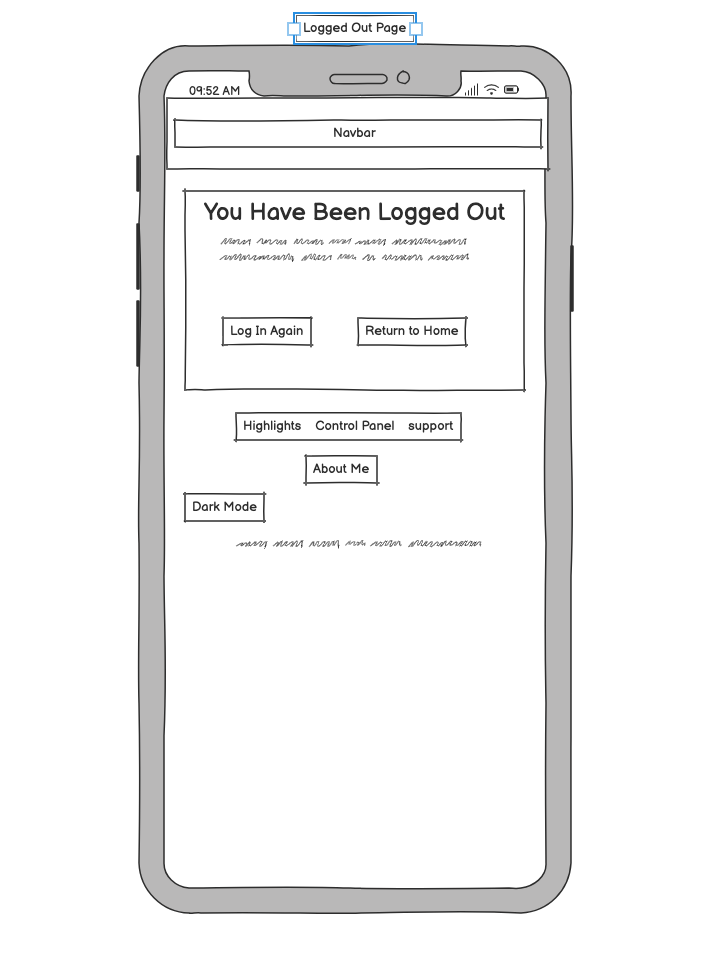 Logged Out Page
09:52 AM
Navbar
You Have Been Logged Out
Log In Again Return to Home
Highlights Control Panel support
About Me
Dark Mode